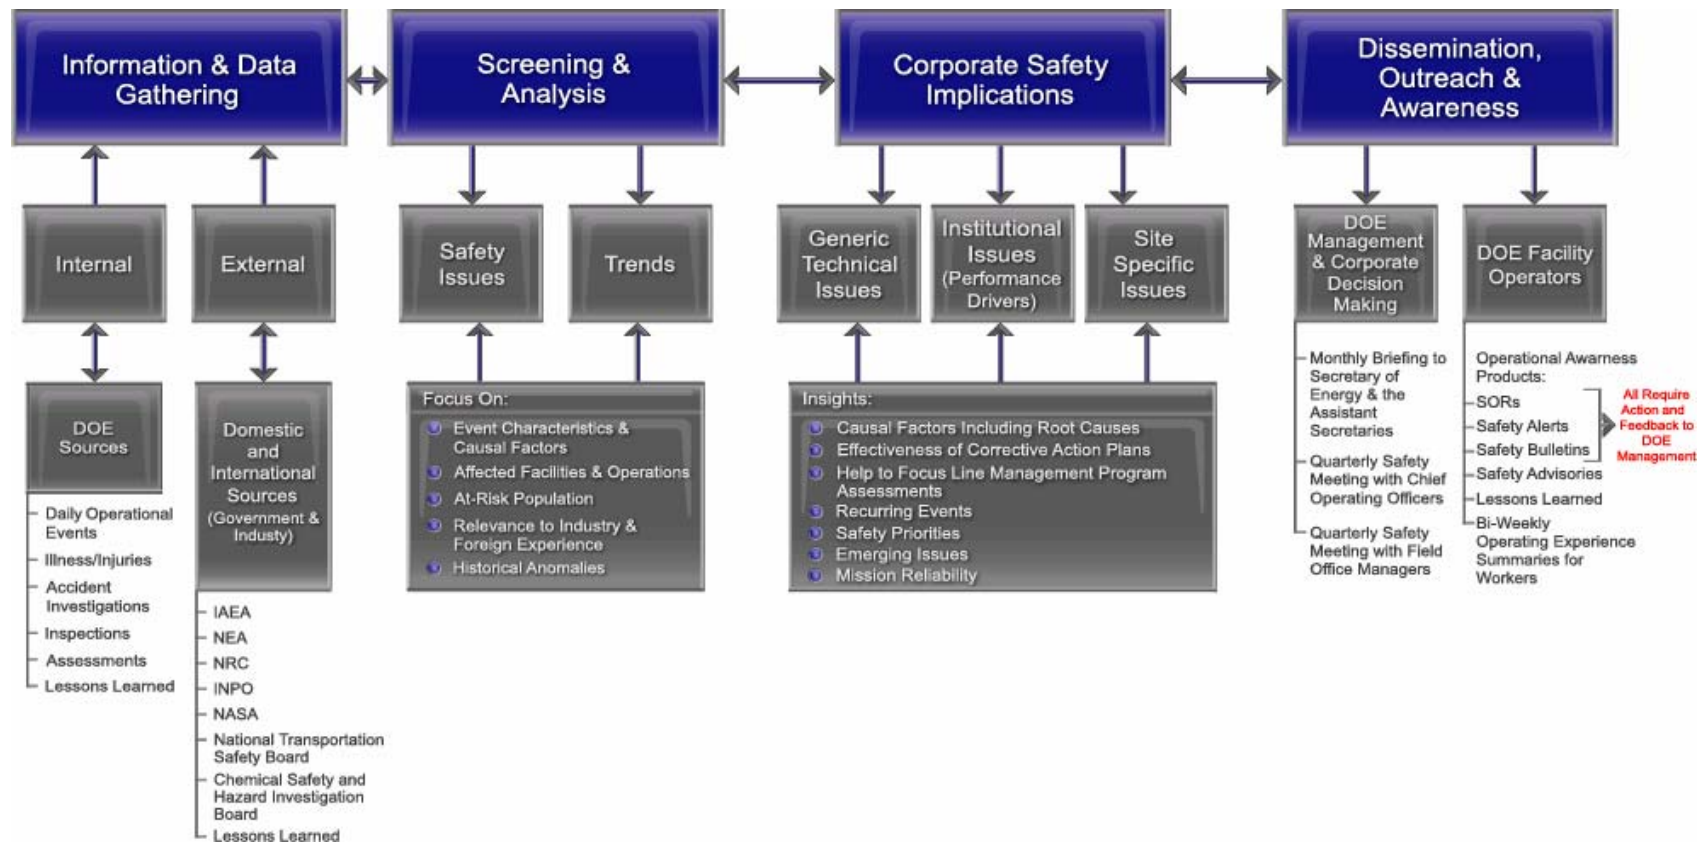 Information & Data
Gathering
Screening &
Analysis
Corporate Safety
Implications
Dissemination,
Outreach &
Awareness
Internal
External
Safety
Issues
Trends
Generic
Technical
Issues
Institutional
Issues
(Performance
Drivers)
Site
Specific
Issues
DOE
Management
& Corporate
Decision
Making
DOE Facility
Operators
DOE
Sources
Daily Operational
Events
Illness/Injuries
Accident
Investigations
Inspections
Assessments
Lessons Learned
Domestic
and
International
Sources
(Government &
Industy)
IAEA
NEA
NRC
INPO
NASA
National Transportation
Safety Board
Chemical Safety and
Hazard Investigation
Board
Lessons Learned
Focus On:
Event Characteristics &
Causal Factors
Affected Facilities & Operations
At-Risk Population
Relevance to Industry &
Foreign Experience
Historical Anomalies
Insights:
Causal Factors Including Root Causes
Effectiveness of Corrective Action Plans
Help to Focus Line Management Program
Assessments
Recurring Events
Safety Priorities
Emerging Issues
Mission Reliability
Monthly Briefing to
Secretary of
Energy & the
Assistant
Secretaries
Quarterly Safety
Meeting with Chief
Operating Officers
Quarterly Safety
Meeting with Field
Office Managers
Operational Awarness
Products:
SORs
Safety Alerts
Safety Bulletins
Safety Advisories
Lessons Learned
Bi-Weekly
Operating Experience
Summaries for
Workers
All Require
Action and
Feedback to
DOE
Management